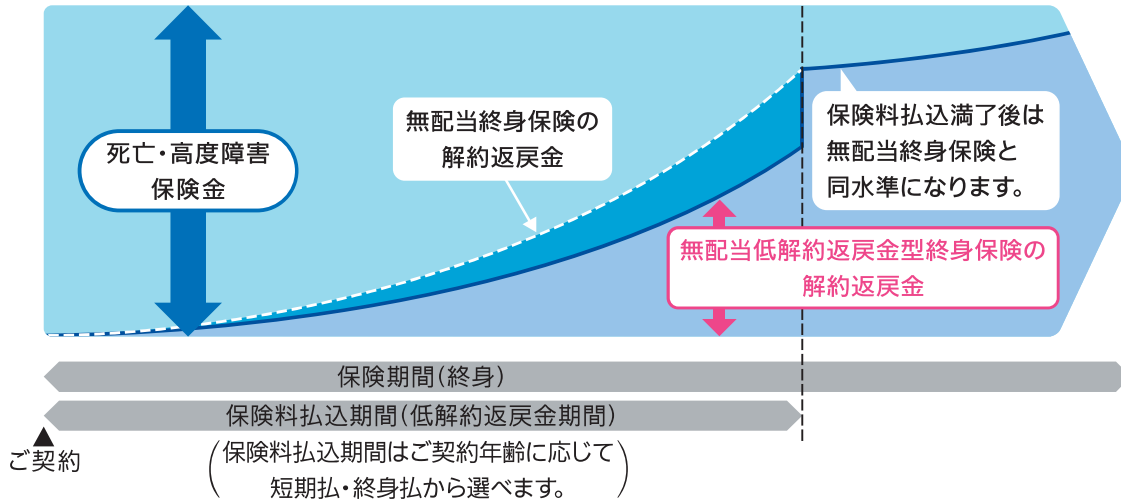 死亡・高度障害
保険金
無配当終身保険の
解約返戻金
保険料払込満了後は
無配当終身保険と
同水準になります。
無配当低解約返戻金型終身保険の
解約返戻金
保険期間(終身)
保険料払込期間(低解約返戻金期間)
ご契約
(保険料払込期間はご契約年齢に応じて
短期払・終身払から選べます。)